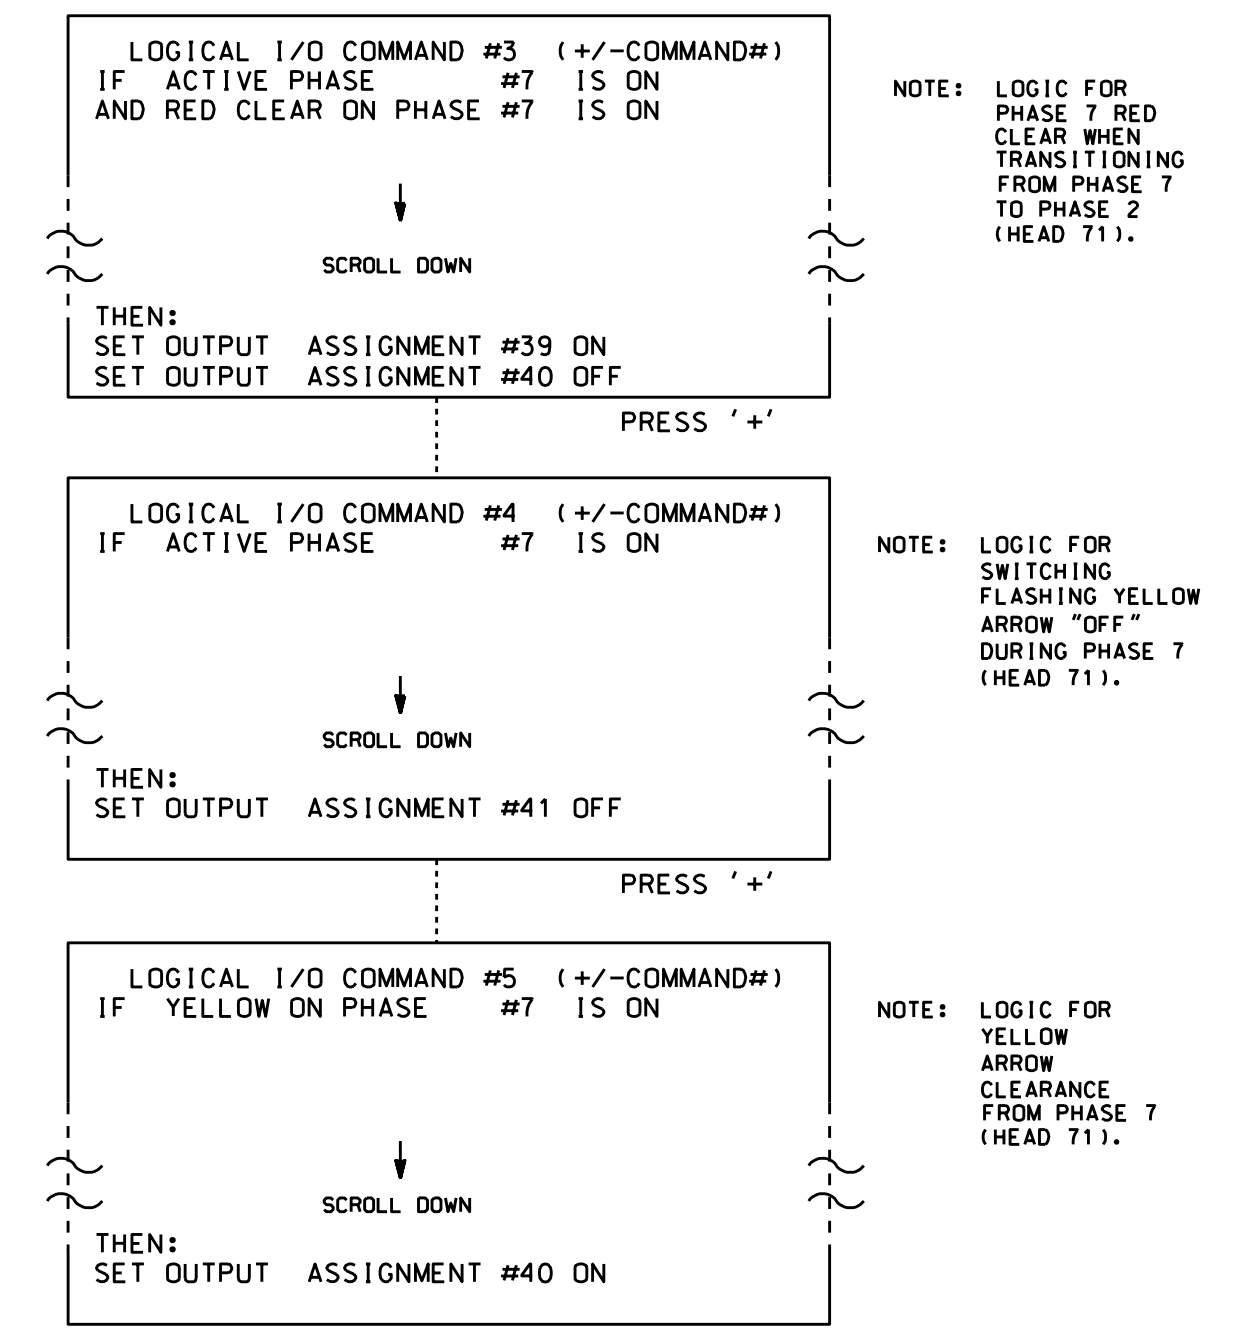 LOGICAL I/O COMMAND #3 (+/-COMMAND#)
IF ACTIVE PHASE #7 IS ON
AND RED CLEAR ON PHASE #7 IS ON
SCROLL DOWN
THEN:
SET OUTPUT ASSIGNMENT #39 ON
SET OUTPUT ASSIGNMENT #40 OFF
NOTE: LOGIC FOR
PHASE 7 RED
CLEAR WHEN
TRANSITIONING
FROM PHASE 7
TO PHASE 2
(HEAD 71).
PRESS '+'
LOGICAL I/O COMMAND #4 (+/-COMMAND#)
IF ACTIVE PHASE #7 IS ON
SCROLL DOWN
THEN:
SET OUTPUT ASSIGNMENT #41 OFF
NOTE: LOGIC FOR
SWITCHING
FLASHING YELLOW
ARROW "OFF"
DURING PHASE 7
(HEAD 71).
PRESS '+'
LOGICAL I/O COMMAND #5 (+/-COMMAND#)
IF YELLOW ON PHASE #7 IS ON
SCROLL DOWN
THEN:
SET OUTPUT ASSIGNMENT #40 ON
NOTE: LOGIC FOR
YELLOW
ARROW
CLEARANCE
FROM PHASE 7
(HEAD 71).